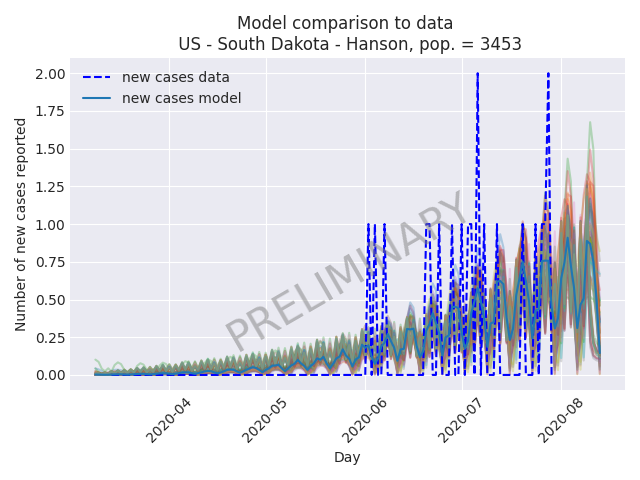 Model comparison to data
US - South Dakota - Hanson, pop. = 3453
new cases data
new cases model
Number of new cases reported
2.00
1.75
1.50
1.25
1.00
0.75
0.50
0.25
0.00
PRELIMINARY
2020-04
2020-05
2020-06
2020-07
2020-08
Day